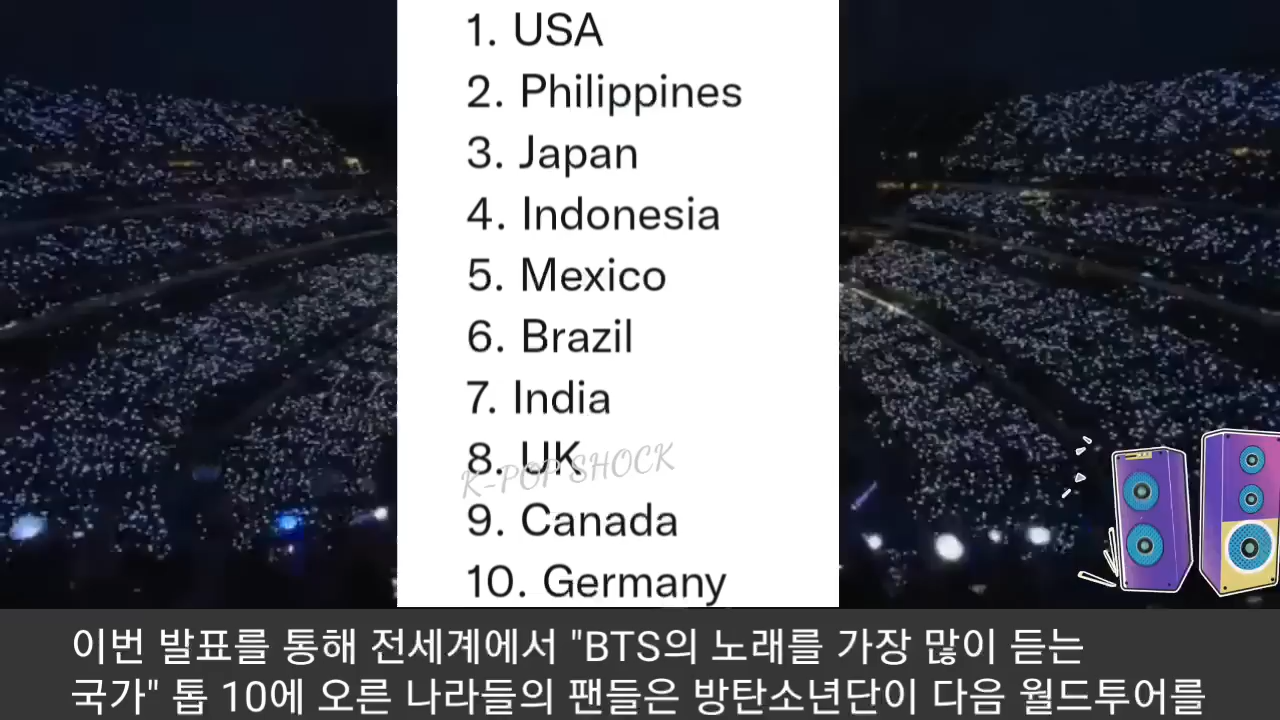 1. USA
2. Philippines
3. Japan
4. Indonesia
5. Mexico
6. Brazil
7. India
8. UK
K-POP SHOCK
9. Canada
10. Germany
이번 발표를 통해 전세계에서 "BTS의 노래를 가장 많이 듣는
국가" 톱 10에 오른 나라들의 팬들은 방탄소년단이 다음 월드투어를